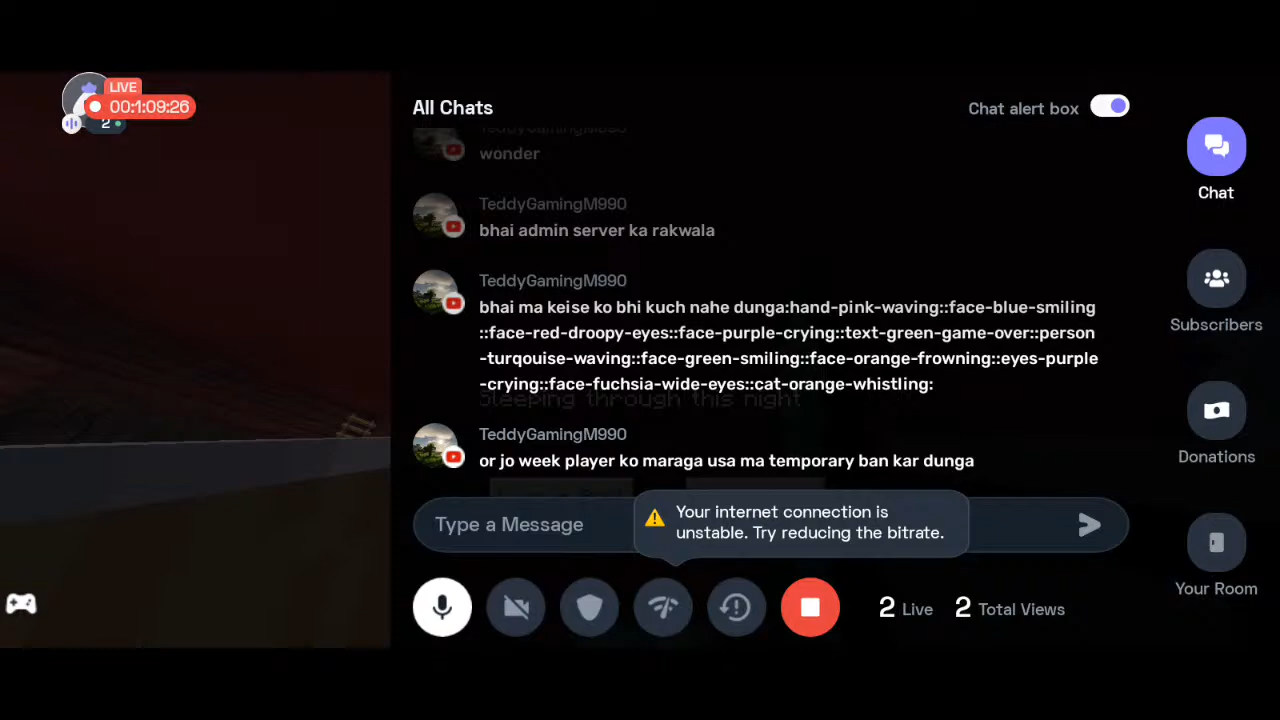 LIVE
00:1:09:26
2
All Chats
Chat alert box
TeddyGamingM990
wonder
TeddyGamingM990
bhai admin server ka rakwala
TeddyGamingM990
bhai ma keise ko bhi kuch nahe dunga:hand-pink-waving::face-blue-smiling
::face-red-droopy-eyes::face-purple-crying::text-green-game-over::person
-turqouise-waving::face-green-smiling::face-orange-frowning::eyes-purple
-crying::face-fuchsia-wide-eyes::cat-orange-whistling:
Sleeping through this night
TeddyGamingM990
or jo week player ko maraga usa ma temporary ban kar dunga
Type a Message
Your internet connection is
unstable. Try reducing the bitrate.
2 Live 2 Total Views
Chat
Subscribers
Donations
Your Room